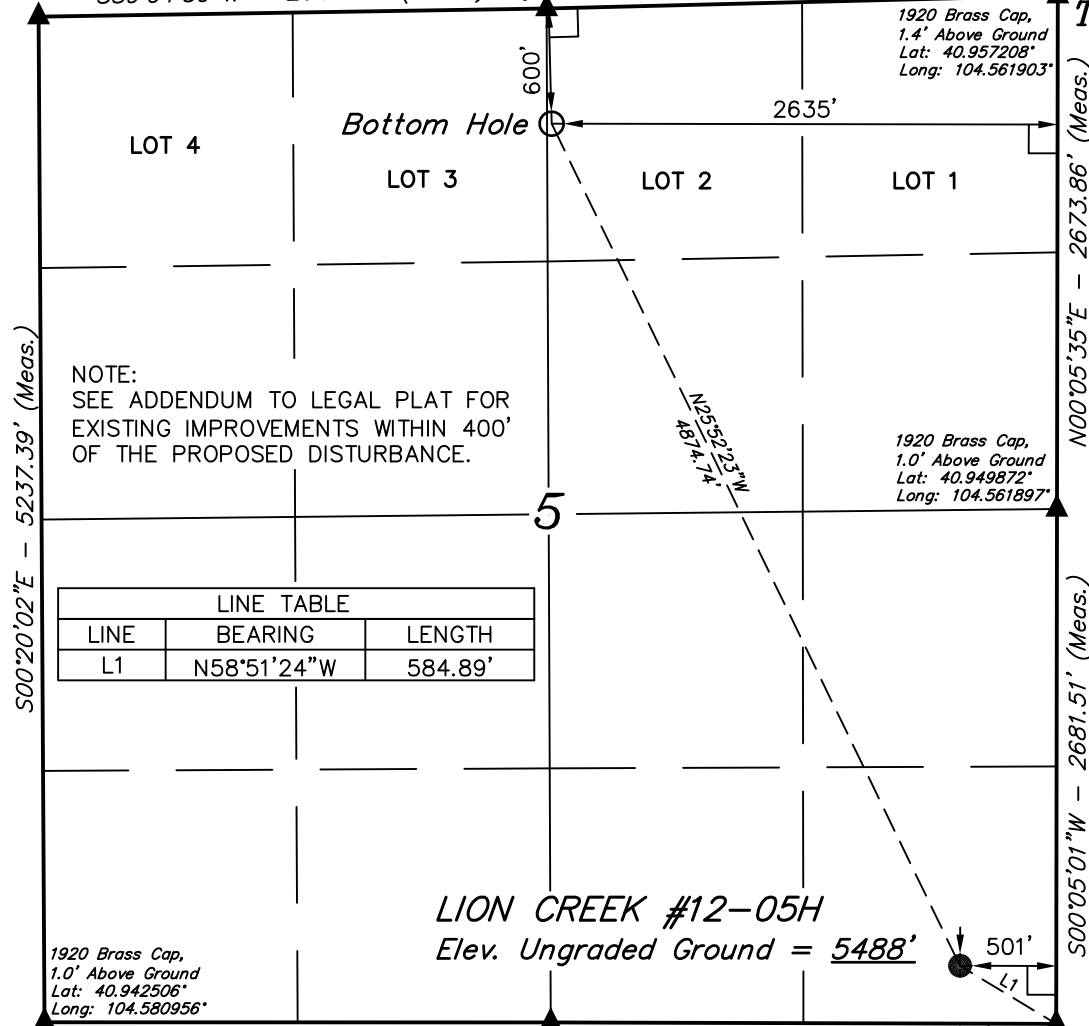 1920 Brass Cap,
1.4' Above Ground
Lat: 40.957208°
Long: 104.561903°
600'
2635'
Bottom Hole
LOT 4
LOT 3
LOT 2
LOT 1
N00°05'35"E - 2673.86' (Meas.)
NOTE:
SEE ADDENDUM TO LEGAL PLAT FOR
EXISTING IMPROVEMENTS WITHIN 400'
OF THE PROPOSED DISTURBANCE.
S00°20'02"E - 5237.39' (Meas.)
N25°52'23"W
4874.74'
1920 Brass Cap,
1.0' Above Ground
Lat: 40.949872°
Long: 104.561897°
5
LINE TABLE
LINE BEARING LENGTH
L1 N58°51'24"W 584.89'
S00°05'01"W - 2681.51' (Meas.)
LION CREEK #12-05H
Elev. Ungraded Ground = 5488'
501'
L1
1920 Brass Cap,
1.0' Above Ground
Lat: 40.942506°
Long: 104.580956°